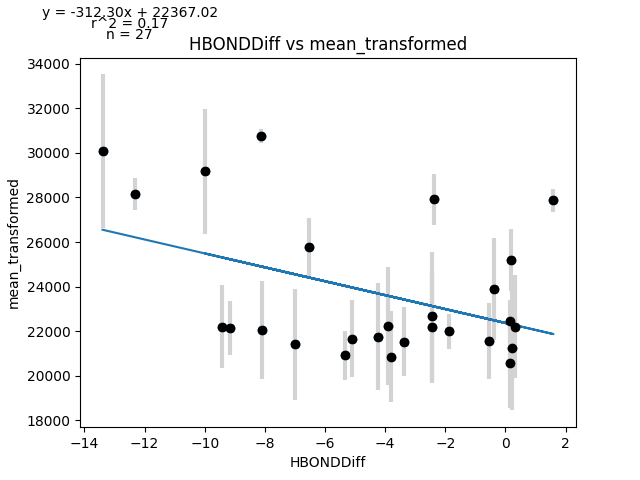 y = -312.30x + 22367.02
r^2 = 0.17
n = 27
HBONDDiff vs mean_transformed
34000
32000
30000
28000
26000
24000
22000
20000
18000
mean_transformed
−14 −12 −10 −8 −6 −4 −2 0 2
HBONDDiff